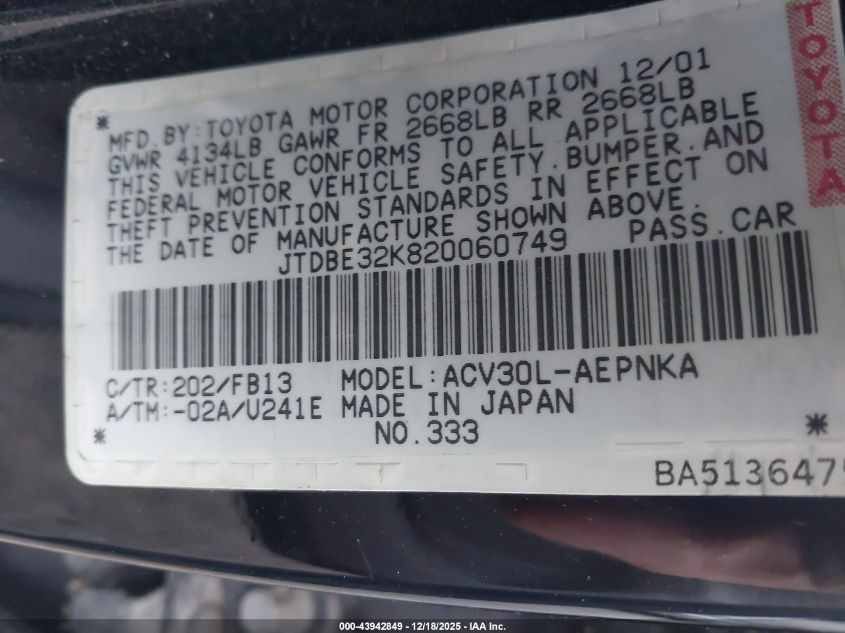 TOYOTA
* MFD.BY:TOYOTA MOTOR CORPORATION 12/01
GVWR 4134LB GAWR FR 2668LB RR 2668LB
THIS VEHICLE CONFORMS TO ALL APPLICABLE
FEDERAL MOTOR VEHICLE SAFETY.BUMPER.AND
THEFT PREVENTION STANDARDS IN EFFECT ON
THE DATE OF MANUFACTURE SHOWN ABOVE.
JTDBE32K820060749 PASS.CAR
C/TR:202/FB13 MODEL:ACV30L-AEPNKA
A/TM:-02A/U241E MADE IN JAPAN
* NO.333 *
BA513647
000-43942849 - 12/18/2025 - IAA Inc.